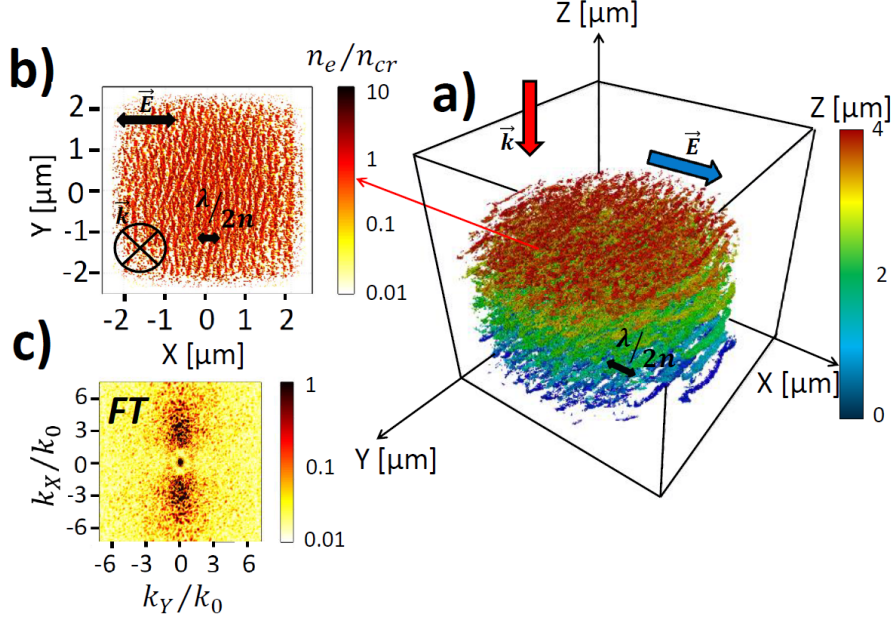 b)
n_e/n_cr
2
1
0
-1
-2
Y [µm]
E⃗
k⃗
λ/2n
-2
-1
0
1
2
X [µm]
10
1
0.1
0.01
a)
Z [µm]
k⃗
E⃗
Z [µm]
4
3
2
1
0
λ/2n
X [µm]
Y [µm]
c)
FT
6
3
0
-3
-6
k_X/k_0
-6
-3
0
3
6
k_Y/k_0
1
0.1
0.01